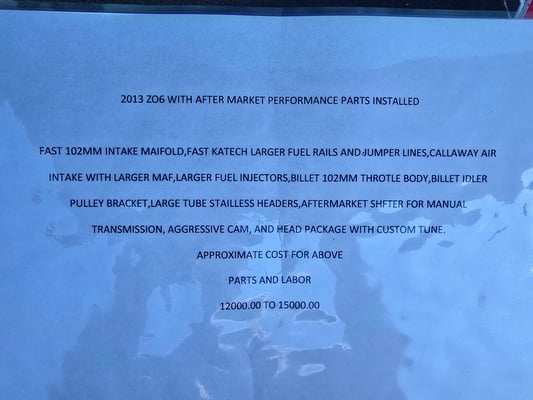 2013 ZO6 WITH AFTER MARKET PERFORMANCE PARTS INSTALLED
FAST 102MM INTAKE MAIFOLD,FAST KATECH LARGER FUEL RAILS AND JUMPER LINES,CALLAWAY AIR
INTAKE WITH LARGER MAF,LARGER FUEL INJECTORS,BILLET 102MM THROTLE BODY,BILLET IDLER
PULLEY BRACKET,LARGE TUBE STAILLESS HEADERS,AFTERMARKET SHFTER FOR MANUAL
TRANSMISSION, AGGRESSIVE CAM, AND HEAD PACKAGE WITH CUSTOM TUNE.
APPROXIMATE COST FOR ABOVE
PARTS AND LABOR
12000.00 TO 15000.00